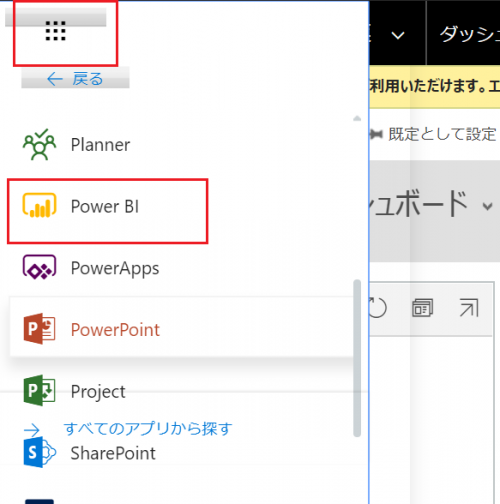 ダッシュ
← 戻る
利用いただけます。エ
既定として設定
Planner
Power BI
ュボード
PowerApps
PowerPoint
Project
→ すべてのアプリから探す
SharePoint